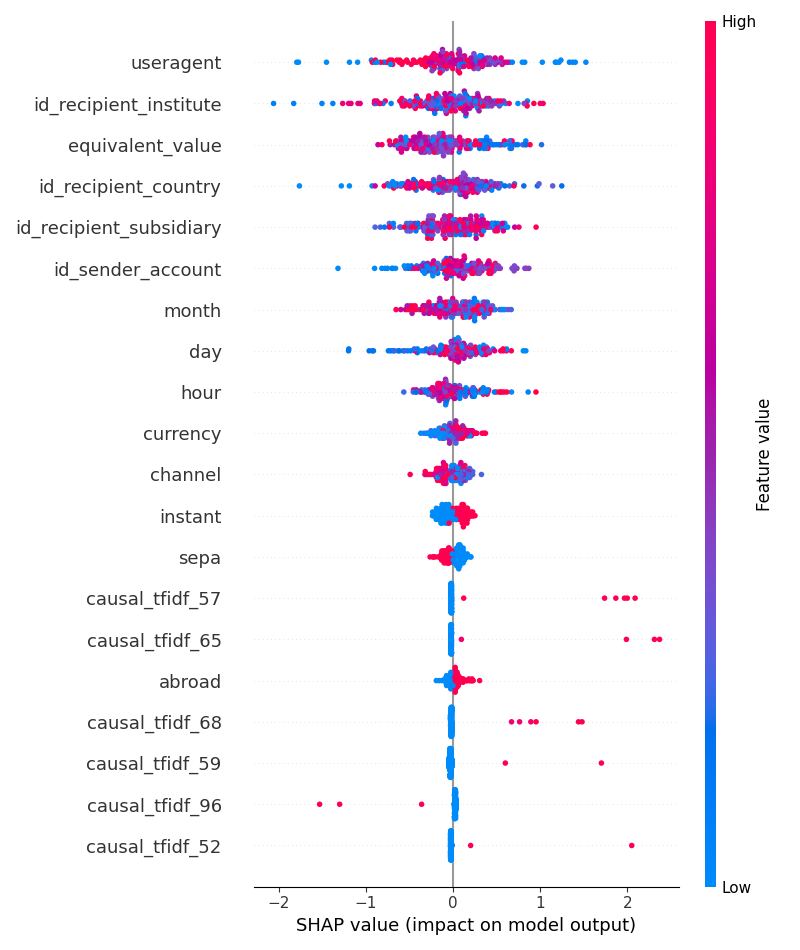 High
useragent
id_recipient_institute
equivalent_value
id_recipient_country
id_recipient_subsidiary
id_sender_account
month
day
hour
currency
channel
instant
sepa
causal_tfidf_57
causal_tfidf_65
abroad
causal_tfidf_68
causal_tfidf_59
causal_tfidf_96
causal_tfidf_52
Feature value
Low
−2 −1 0 1 2
SHAP value (impact on model output)